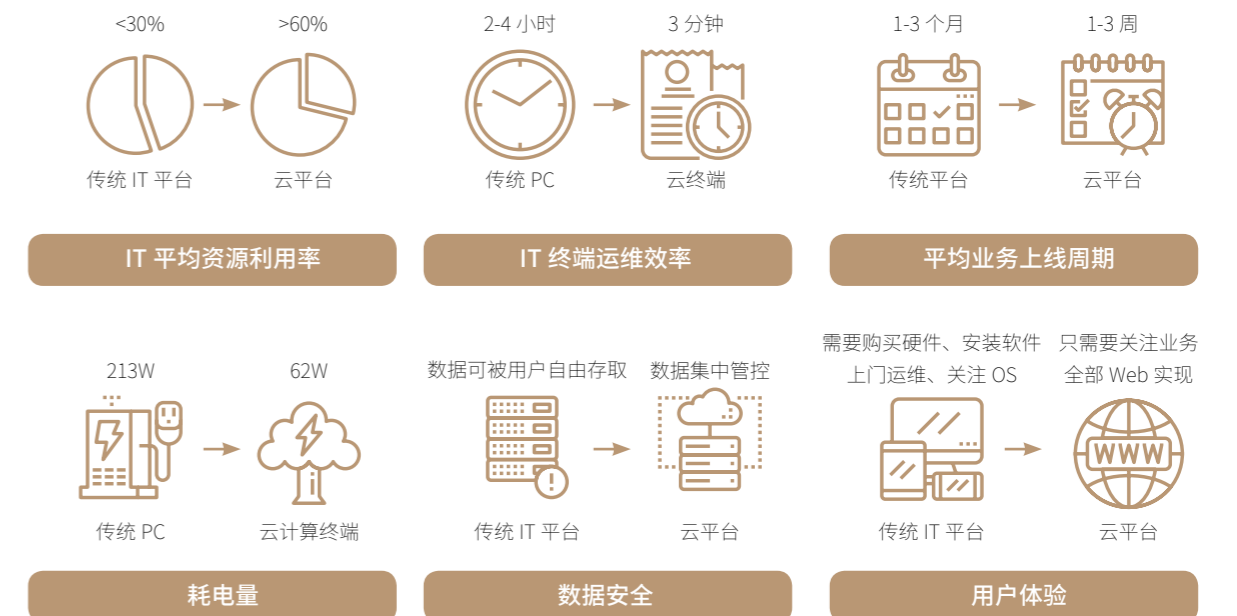 <30%
>60%
传统 IT 平台
云平台
IT 平均资源利用率
2-4 小时
3 分钟
传统 PC
云终端
IT 终端运维效率
1-3 个月
1-3 周
传统平台
云平台
平均业务上线周期
213W
62W
传统 PC
云计算终端
耗电量
数据可被用户自由存取
数据集中管控
传统 IT 平台
云平台
数据安全
需要购买硬件、安装软件
上门运维、关注 OS
只需要关注业务
全部 Web 实现
WWW
传统 IT 平台
云平台
用户体验